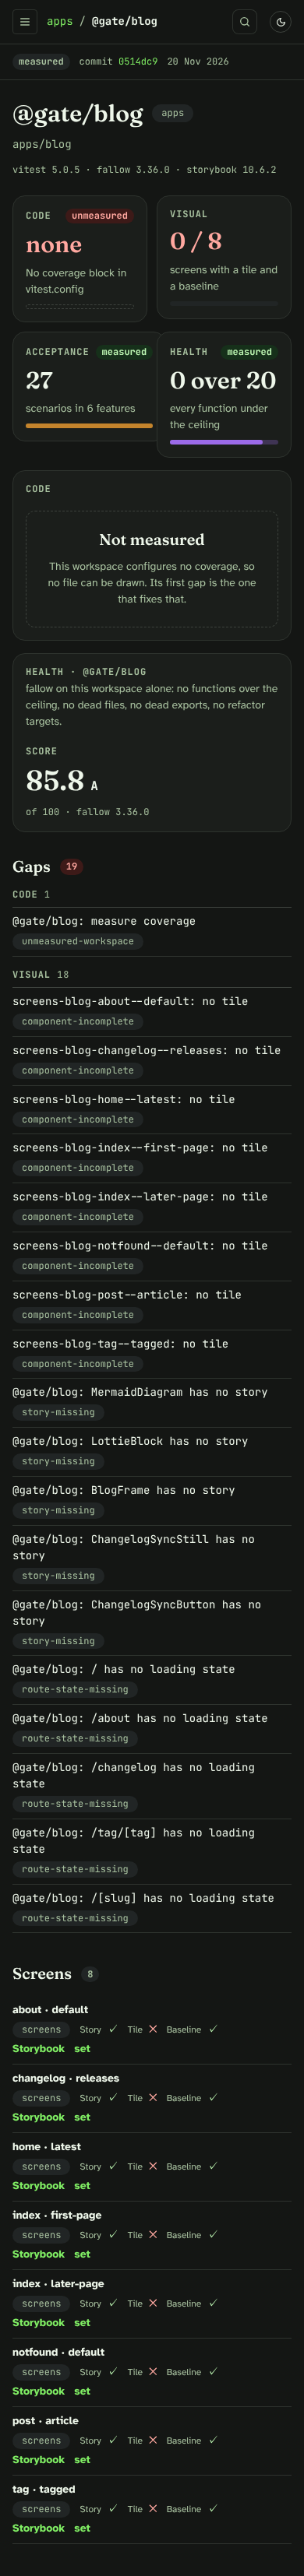 apps / @gate/blog
measured commit 0514dc9 20 Nov 2026
@gate/blog apps
apps/blog
vitest 5.0.5 · fallow 3.36.0 · storybook 10.6.2
CODE unmeasured
none
No coverage block in
vitest.config
VISUAL
0 / 8
screens with a tile and
a baseline
ACCEPTANCE measured
27
scenarios in 6 features
HEALTH measured
0 over 20
every function under
the ceiling
CODE
Not measured
This workspace configures no coverage, so
no file can be drawn. Its first gap is the one
that fixes that.
HEALTH · @GATE/BLOG
fallow on this workspace alone; no functions over the
ceiling, no dead files, no dead exports, no refactor
targets.
SCORE
85.8 A
of 100 · fallow 3.36.0
Gaps 19
CODE 1
@gate/blog: measure coverage
unmeasured-workspace
VISUAL 18
screens-blog-about--default: no tile
component-incomplete
screens-blog-changelog--releases: no tile
component-incomplete
screens-blog-home--latest: no tile
component-incomplete
screens-blog-index--first-page: no tile
component-incomplete
screens-blog-index--later-page: no tile
component-incomplete
screens-blog-notfound--default: no tile
component-incomplete
screens-blog-post--article: no tile
component-incomplete
screens-blog-tag--tagged: no tile
component-incomplete
@gate/blog: MermaidDiagram has no story
story-missing
@gate/blog: LottieBlock has no story
story-missing
@gate/blog: BlogFrame has no story
story-missing
@gate/blog: ChangelogSyncStill has no
story
story-missing
@gate/blog: ChangelogSyncButton has no
story
story-missing
@gate/blog: / has no loading state
route-state-missing
@gate/blog: /about has no loading state
route-state-missing
@gate/blog: /changelog has no loading
state
route-state-missing
@gate/blog: /tag/[tag] has no loading
state
route-state-missing
@gate/blog: /[slug] has no loading state
route-state-missing
Screens 8
about · default
screens Story ✓ Tile ✕ Baseline ✓
Storybook set
changelog · releases
screens Story ✓ Tile ✕ Baseline ✓
Storybook set
home · latest
screens Story ✓ Tile ✕ Baseline ✓
Storybook set
index · first-page
screens Story ✓ Tile ✕ Baseline ✓
Storybook set
index · later-page
screens Story ✓ Tile ✕ Baseline ✓
Storybook set
notfound · default
screens Story ✓ Tile ✕ Baseline ✓
Storybook set
post · article
screens Story ✓ Tile ✕ Baseline ✓
Storybook set
tag · tagged
screens Story ✓ Tile ✕ Baseline ✓
Storybook set